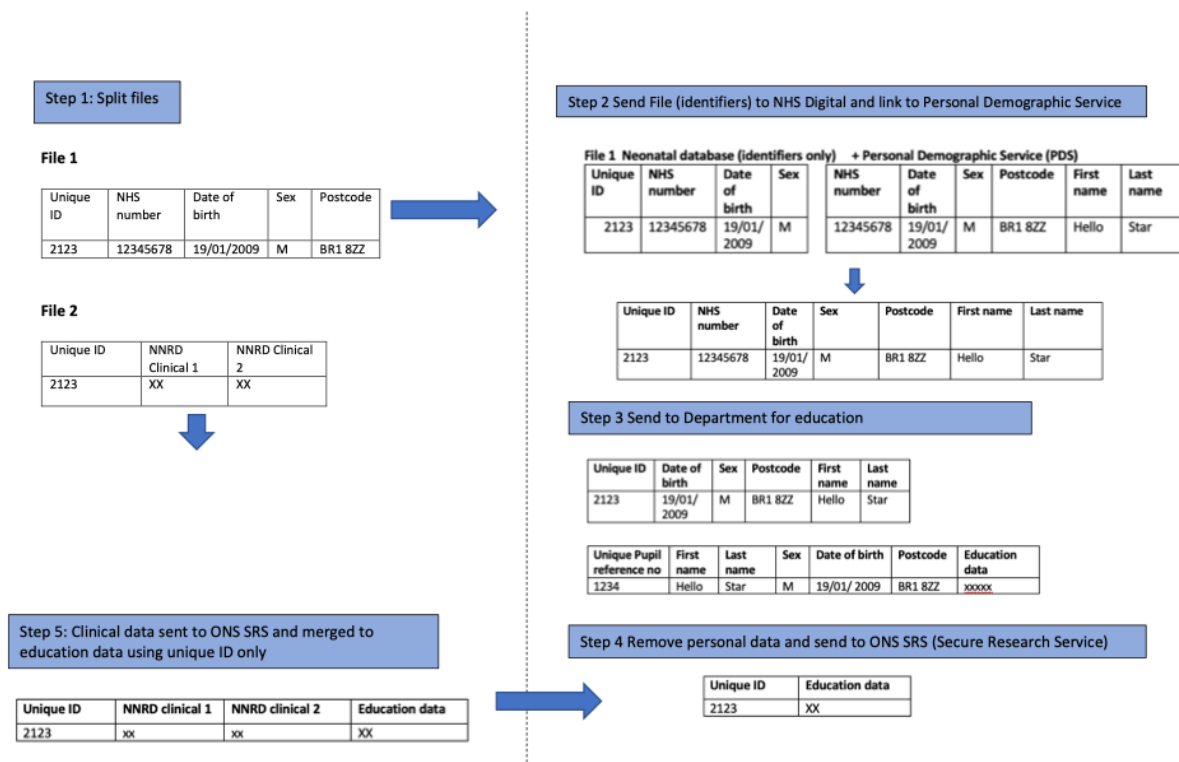 Step 1: Split files
File 1
Unique ID NHS number Date of birth Sex Postcode
2123 12345678 19/01/2009 M BR1 8ZZ
File 2
Unique ID NNRD Clinical 1 NNRD Clinical 2
2123 XX XX
Step 2 Send File (identifiers) to NHS Digital and link to Personal Demographic Service
File 1 Neonatal database (identifiers only) + Personal Demographic Service (PDS)
Unique ID NHS number Date of birth Sex
2123 12345678 19/01/2009 M
NHS number Date of birth Sex Postcode First name Last name
12345678 19/01/2009 M BR1 8ZZ Hello Star
Unique ID NHS number Date of birth Sex Postcode First name Last name
2123 12345678 19/01/2009 M BR1 8ZZ Hello Star
Step 3 Send to Department for education
Unique ID Date of birth Sex Postcode First name Last name
2123 19/01/2009 M BR1 8ZZ Hello Star
Unique Pupil reference no First name Last name Sex Date of birth Postcode Education data
1234 Hello Star M 19/01/ 2009 BR1 8ZZ xxxxx
Step 4 Remove personal data and send to ONS SRS (Secure Research Service)
Unique ID Education data
2123 XX
Step 5: Clinical data sent to ONS SRS and merged to
education data using unique ID only
Unique ID NNRD clinical 1 NNRD clinical 2 Education data
2123 xx xx XX